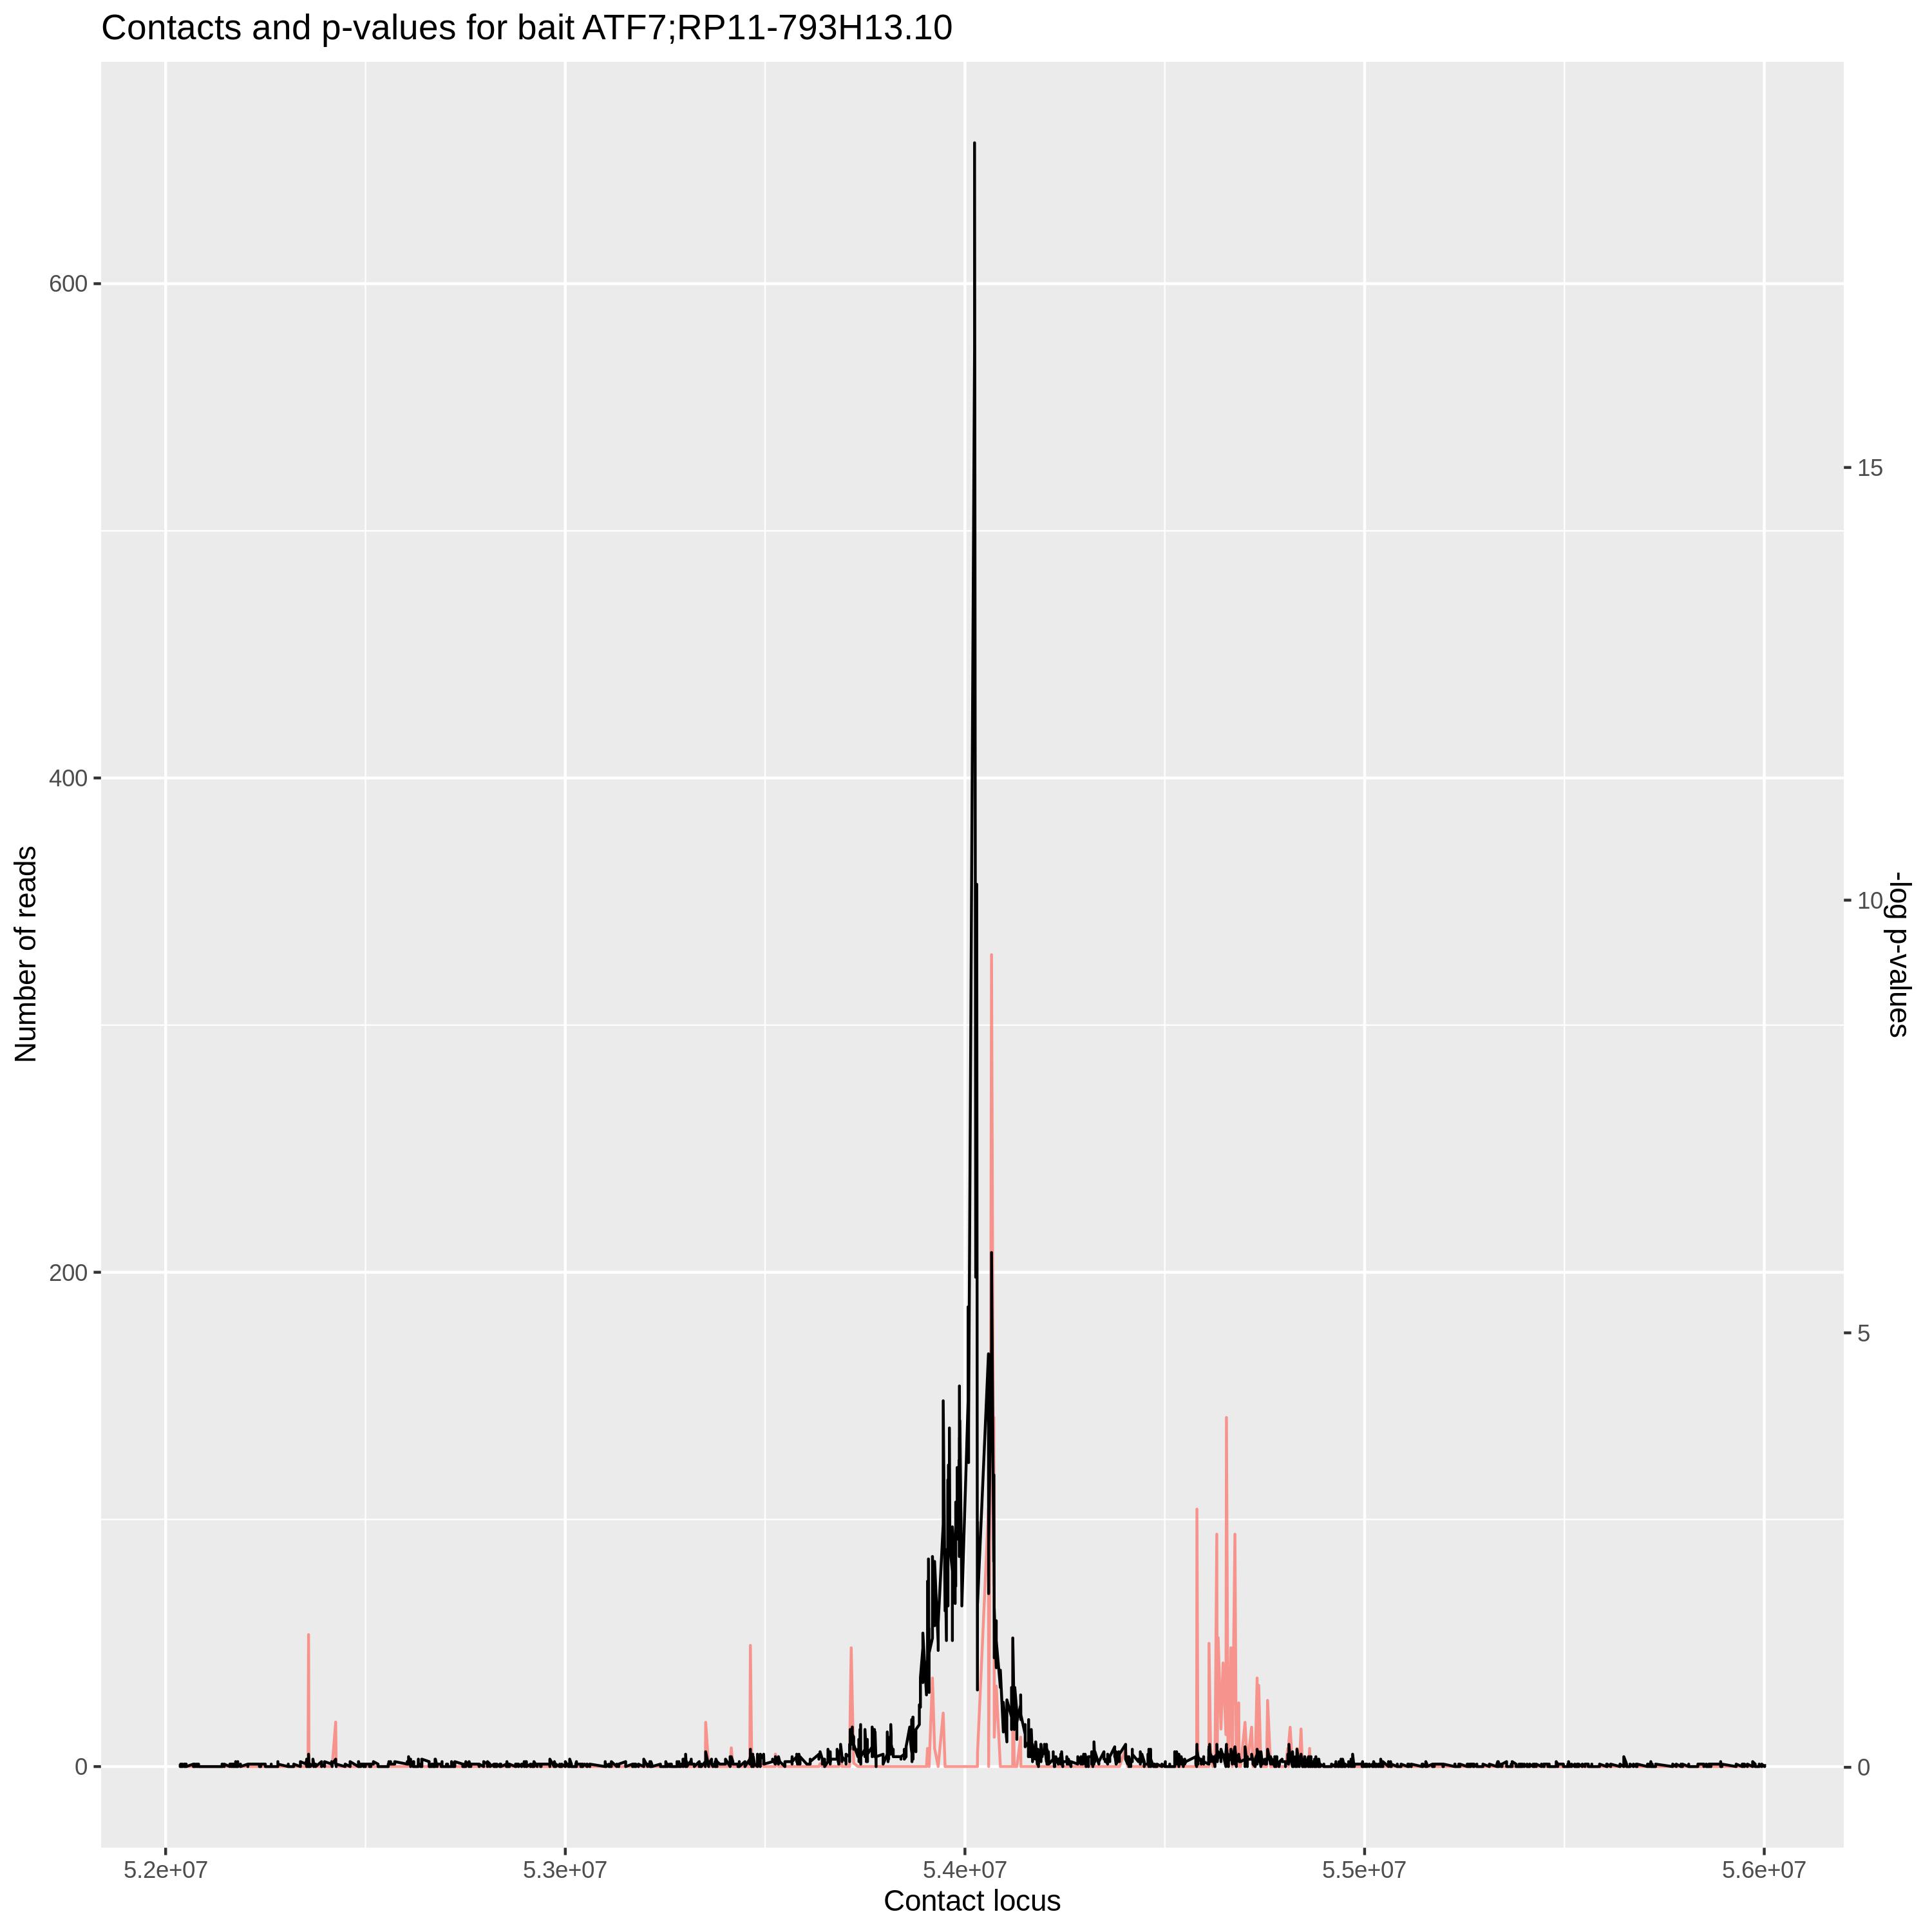 Contacts and p-values for bait ATF7;RP11-793H13.10
Number of reads
600
400
200
0
15
10
5
0
-log p-values
5.2e+07
5.3e+07
5.4e+07
5.5e+07
5.6e+07
Contact locus